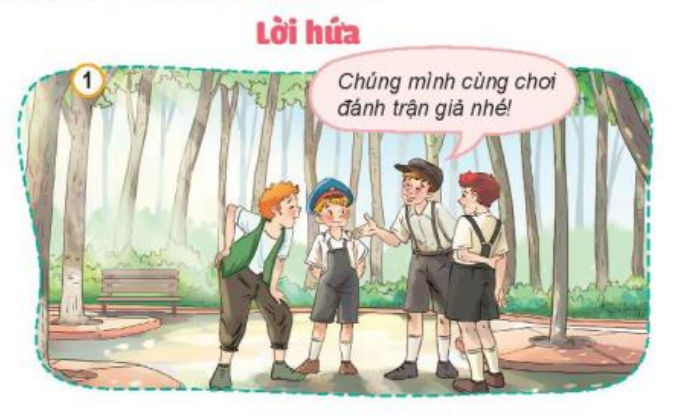 Lời hứa
1
Chúng mình cùng chơi
đánh trận giả nhé!